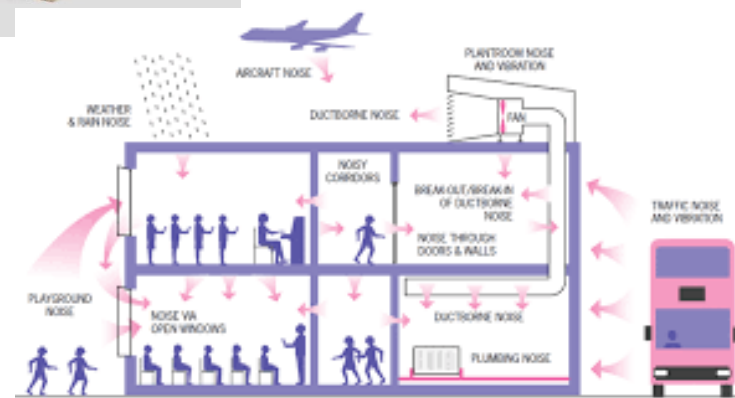 PLANTROOM NOISE
AND VIBRATION
AIRCRAFT NOISE
WEATHER
& RAIN NOISE
DUCTBORNE NOISE
FAN
NOISY
CORRIDORS
BREAK-OUT/BREAK-IN
OF DUCTBORNE
NOISE
NOISE THROUGH
DOORS & WALLS
TRAFFIC NOISE
AND VIBRATION
PLAYGROUND
NOISE
NOISE VIA
OPEN WINDOWS
DUCTBORNE NOISE
PLUMBING NOISE